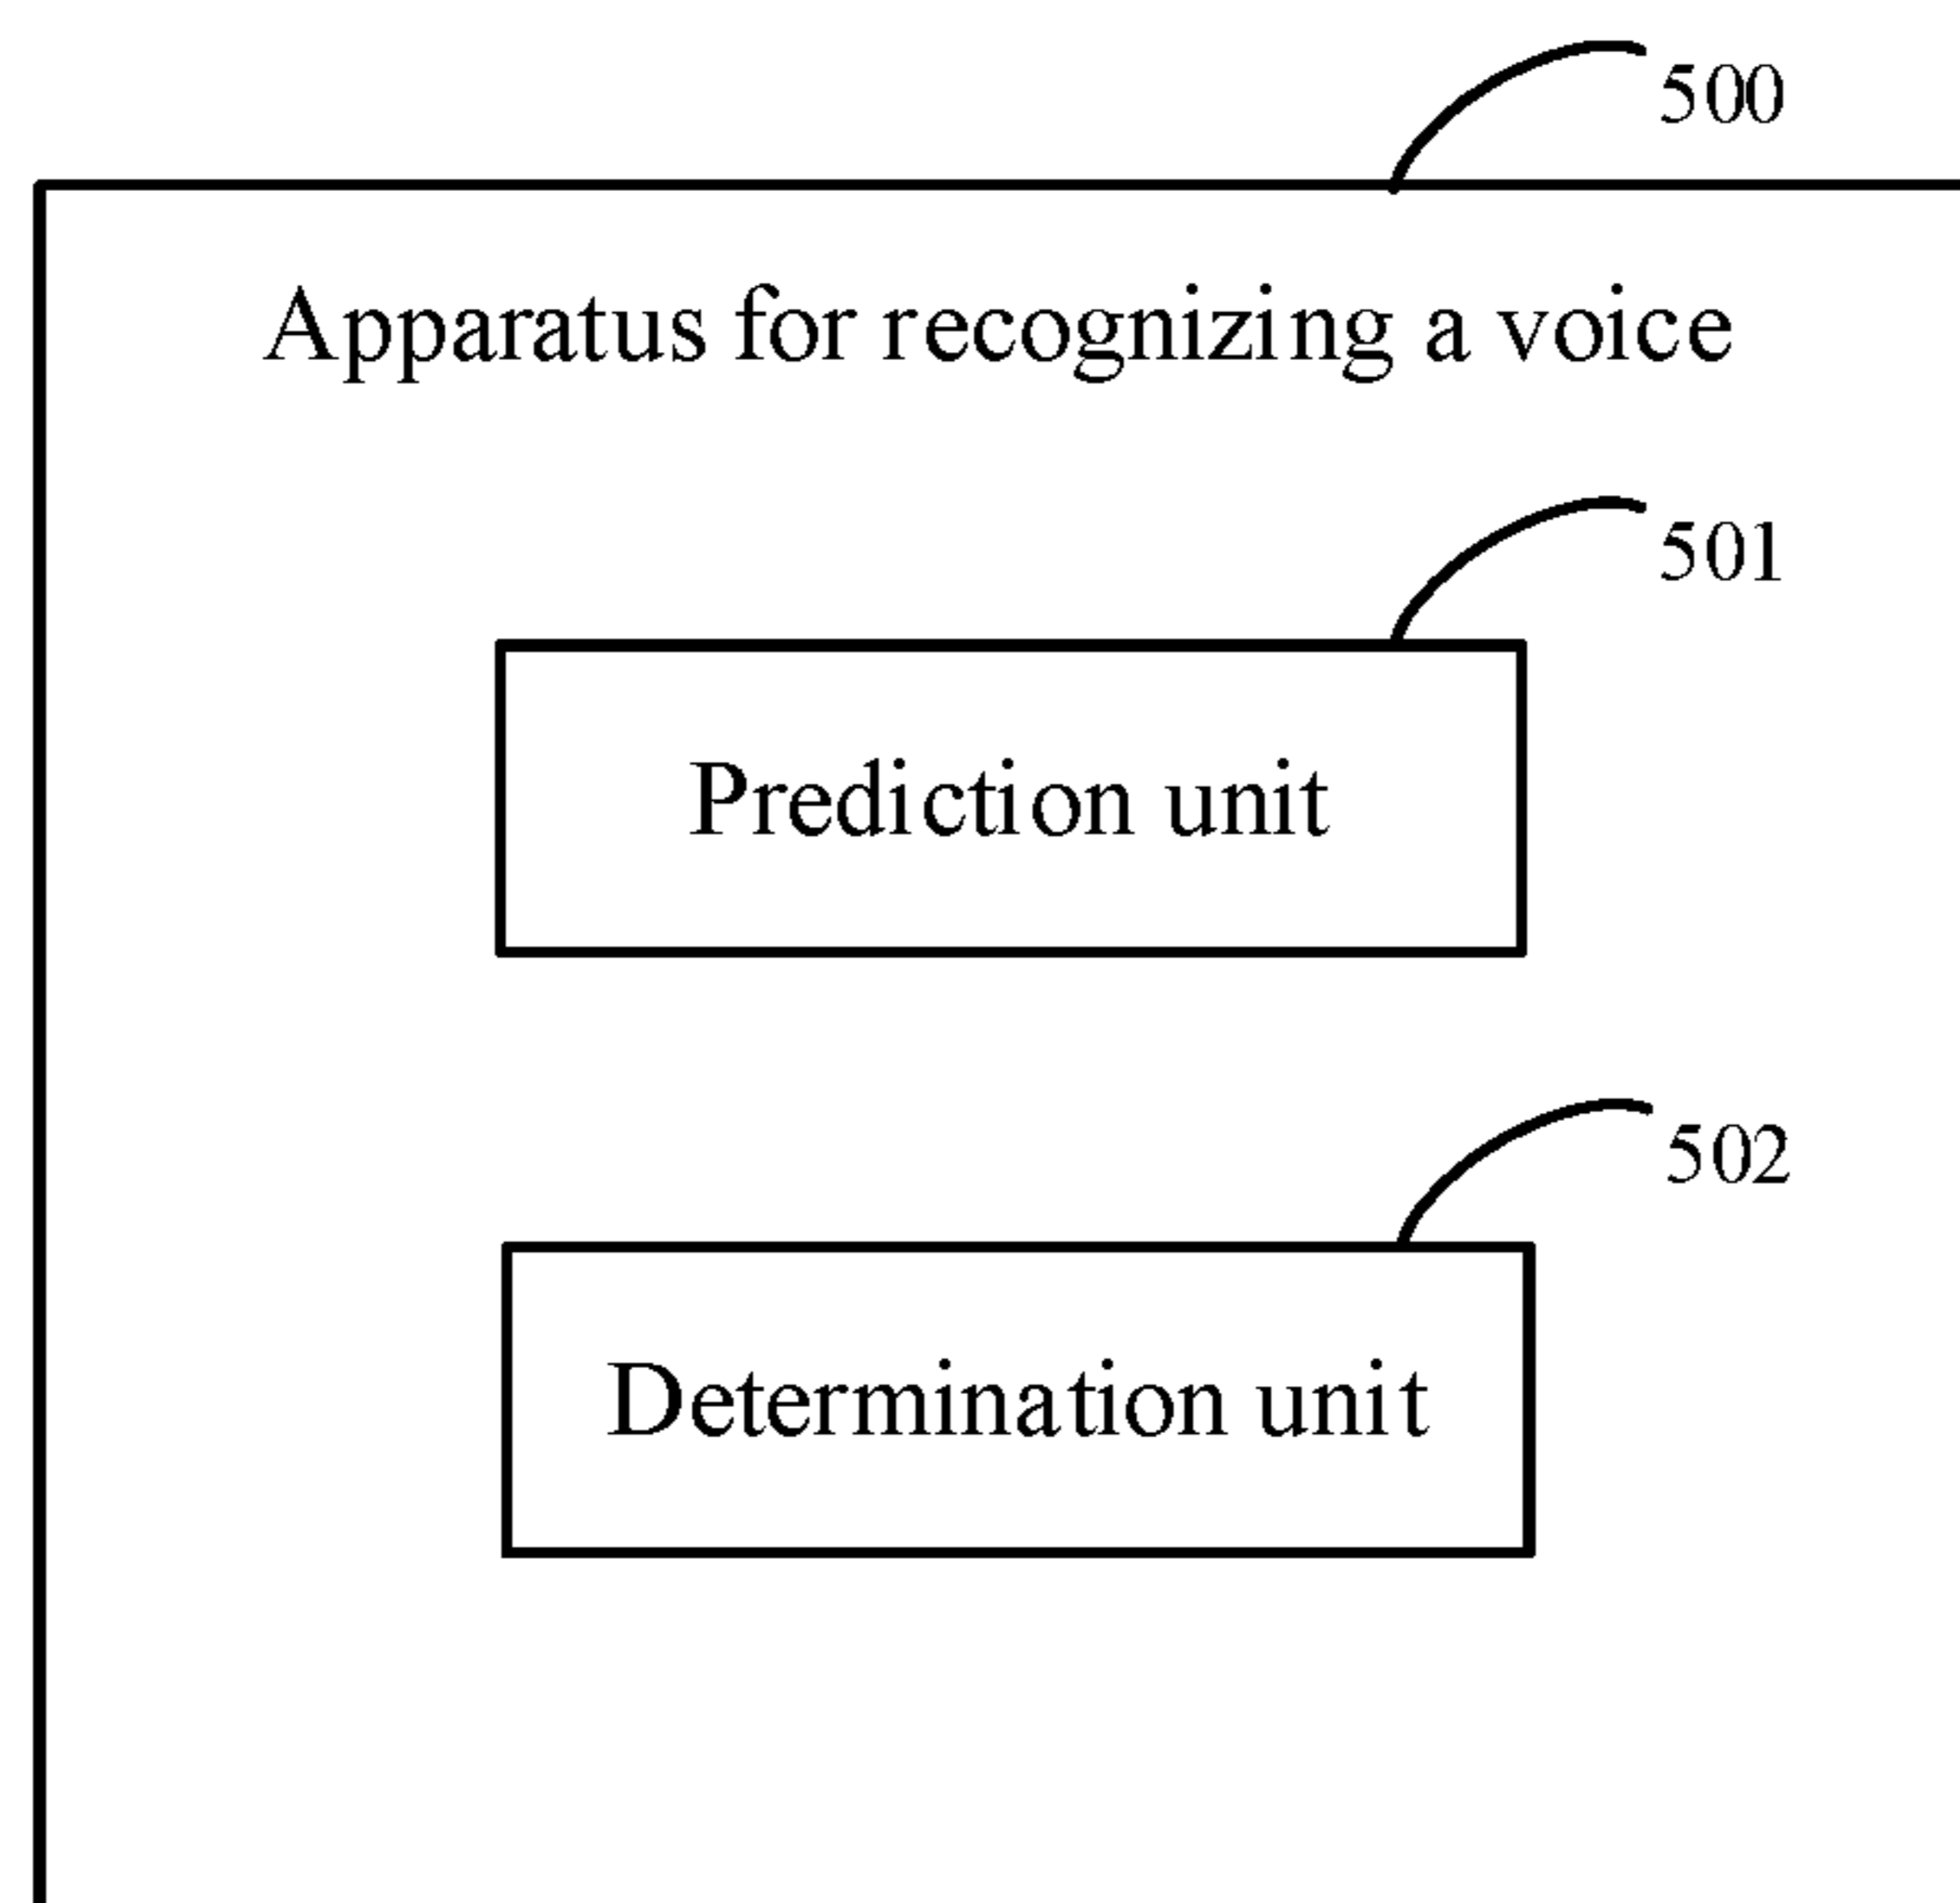 500
Apparatus for recognizing a voice
501
Prediction unit
502
Determination unit